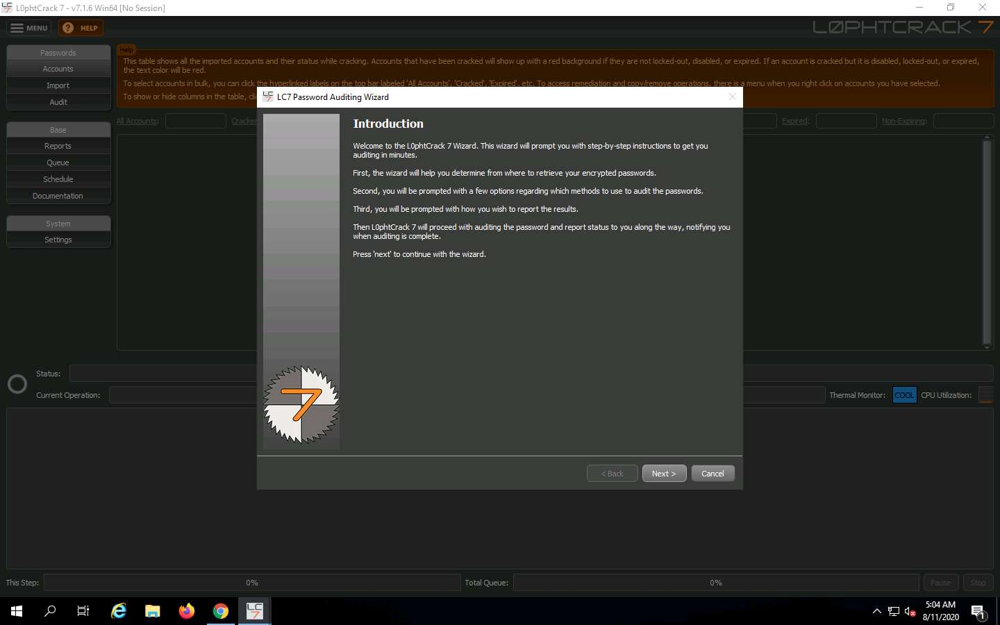 L0phtCrack 7 - v7.1.6 Win64 [No Session]
MENU
? HELP
L0PHTCRACK 7
Passwords
Accounts
Import
Audit
Base
Reports
Queue
Schedule
Documentation
System
Settings
Help
This table shows all the imported accounts and their status while cracking. Accounts that have been cracked will show up with a red background if they are not locked-out, disabled, or expired. If an account is cracked but it is disabled, locked-out, or expired,
the text color will be red.
To select accounts in bulk, you can click the hyperlinked labels on the top bar labeled 'All Accounts', 'Cracked', 'Expired', etc. To access remediation and copy/remove operations, there is a menu when you right click on accounts you have selected.
To show or hide columns in the table,
All Accounts:
Expired:
Non-Expiring:
LC7 Password Auditing Wizard
Introduction
Welcome to the L0phtCrack 7 Wizard. This wizard will prompt you with step-by-step instructions to get you
auditing in minutes.
First, the wizard will help you determine from where to retrieve your encrypted passwords.
Second, you will be prompted with a few options regarding which methods to use to audit the passwords.
Third, you will be prompted with how you wish to report the results.
Then L0phtCrack 7 will proceed with auditing the password and report status to you along the way, notifying you
when auditing is complete.
Press 'next' to continue with the wizard.
7
< Back
Next >
Cancel
Status:
Current Operation:
Thermal Monitor:
COOL
CPU Utilization:
This Step:
0%
Total Queue:
0%
Pause
Stop
LC
7
5:04 AM
8/11/2020
1